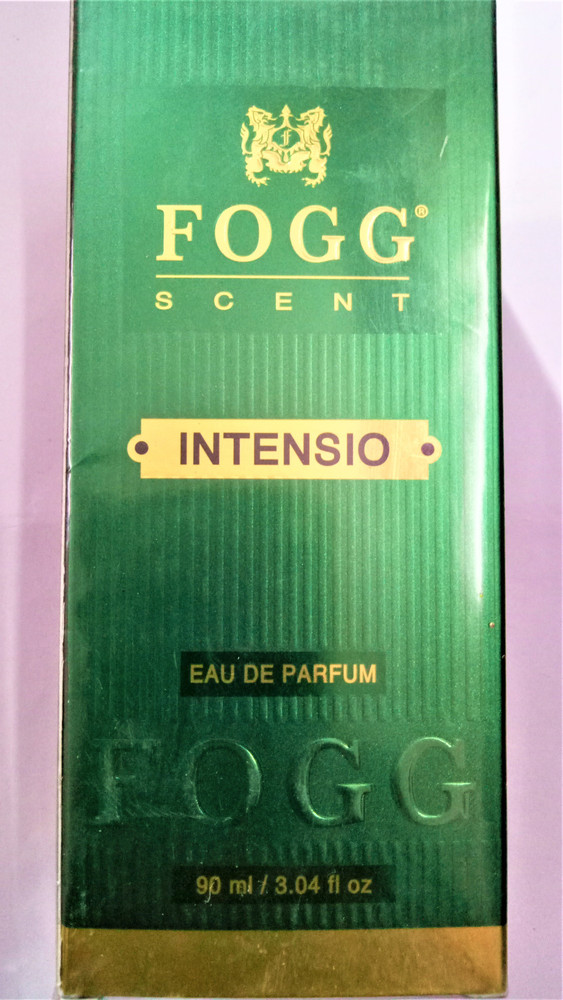 f
FOGG®
SCENT
INTENSIO
EAU DE PARFUM
FOGG
90 ml / 3.04 fl oz